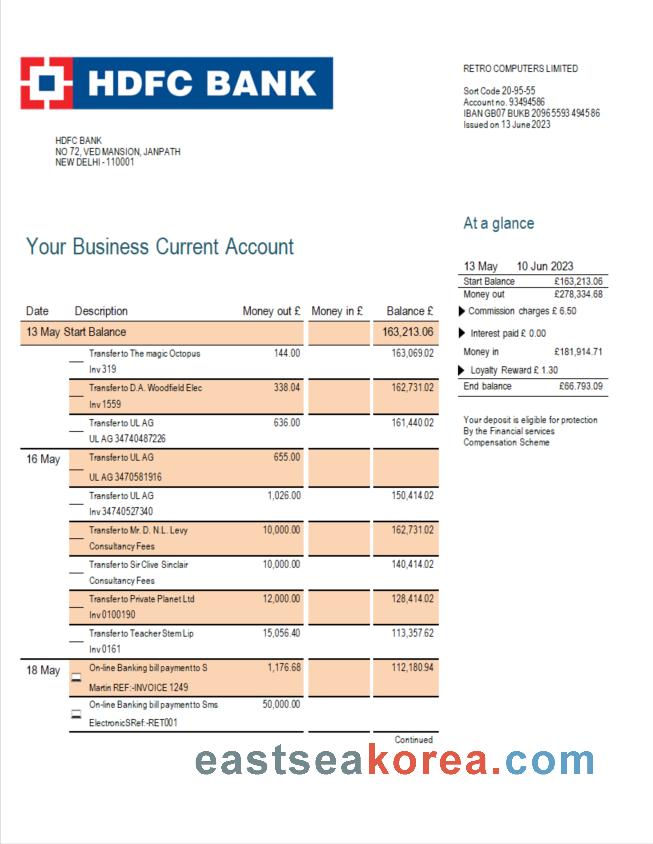 HDFC BANK
RETRO COMPUTERS LIMITED
Sort Code 20-95-55
Account no. 93494586
IBAN GB07 BUKB 2096 5593 4945 86
Issued on 13 June 2023
HDFC BANK
NO 72, VED MANSION, JANPATH
NEW DELHI - 110001
At a glance
Your Business Current Account
13 May 10 Jun 2023
Start Balance £163,213.06
Money out £278,334.68
Commission charges £ 6.50
Interest paid £ 0.00
Money in £181,914.71
Loyalty Reward £ 1.30
End balance £66.793.09
Your deposit is eligible for protection
By the Financial services
Compensation Scheme
Date Description Money out £ Money in £ Balance £
13 May Start Balance 163,213.06
Transfer to The magic Octopus 144.00 163,069.02
Inv 319
Transfer to D.A. Woodfield Elec 338.04 162,731.02
Inv 1559
Transfer to UL AG 636.00 161,440.02
UL AG 34740487226
16 May Transfer to UL AG 655.00
UL AG 3470581916
Transfer to UL AG 1,026.00 150,414.02
Inv 34740527340
Transfer to Mr. D. N.L. Levy 10,000.00 162,731.02
Consultancy Fees
Transfer to Sir Clive Sinclair 10,000.00 140,414.02
Consultancy Fees
Transfer to Private Planet Ltd 12,000.00 128,414.02
Inv 0100190
Transfer to Teacher Stem Lip 15,056.40 113,357.62
Inv 0161
18 May On-line Banking bill payment to S 1,176.68 112,180.94
Martin REF:-INVOICE 1249
On-line Banking bill payment to Sms 50,000.00
ElectronicSRef:-RET001
Continued
eastseakorea.com